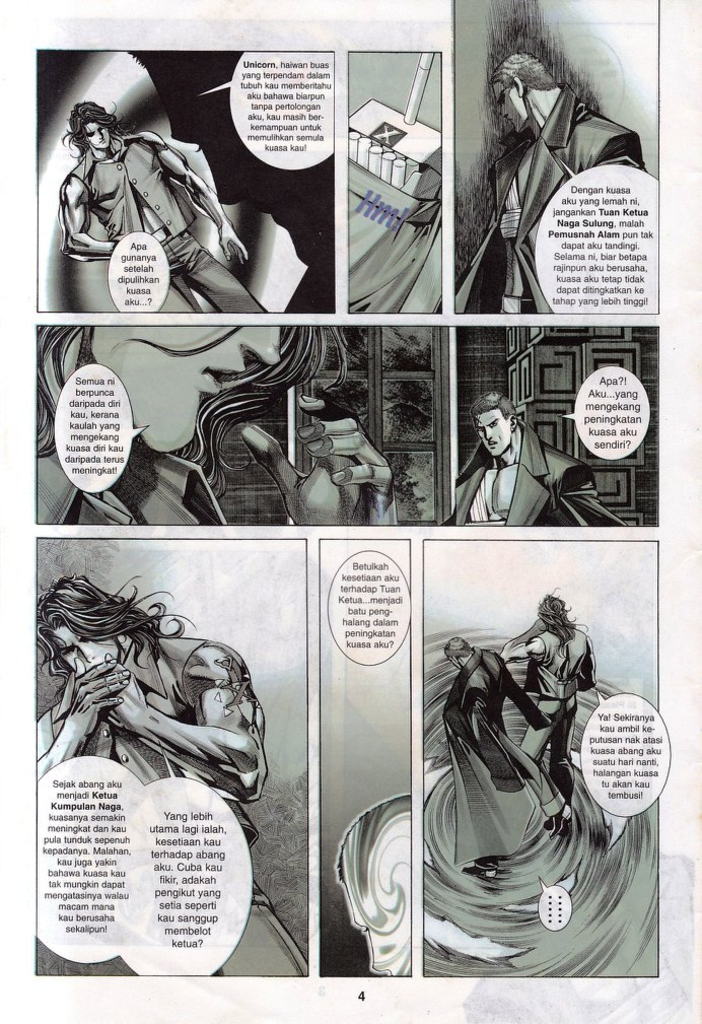 Unicorn, haiwan buas
yang terpendam dalam
tubuh kau memberitahu
aku bahawa biarpun
tanpa pertolongan
aku, kau masih ber-
kemampuan untuk
memulihkan semula
kuasa kau!
Apa
gunanya
setelah
dipulihkan
kuasa
aku...?
Hm!
Dengan kuasa
aku yang lemah ni,
jangankan Tuan Ketua
Naga Sulung, malah
Pemusnah Alam pun tak
dapat aku tandingi.
Selama ni, biar betapa
rajinpun aku berusaha,
kuasa aku tetap tidak
dapat ditingkatkan ke
tahap yang lebih tinggi!
Semua ni
berpunca
daripada diri
kau, kerana
kaulah yang
mengekang
kuasa diri kau
daripada terus
meningkat!
Apa?!
Aku...yang
mengekang
peningkatan
kuasa aku
sendiri?
Sejak abang aku
menjadi Ketua
Kumpulan Naga,
kuasanya semakin
meningkat dan kau
pula tunduk sepenuh
kepadanya. Malahan,
kau juga yakin
bahawa kuasa kau
tak mungkin dapat
mengatasinya walau
macam mana
kau berusaha
sekalipun!
Yang lebih
utama lagi ialah,
kesetiaan kau
terhadap abang
aku. Cuba kau
fikir, adakah
pengikut yang
setia seperti
kau sanggup
membelot
ketua?
Betulkah
kesetiaan aku
terhadap Tuan
Ketua...menjadi
batu peng-
halang dalam
peningkatan
kuasa aku?
Ya! Sekiranya
kau ambil ke-
putusan nak atasi
kuasa abang aku
suatu hari nanti,
halangan kuasa
tu akan kau
tembusi!
4